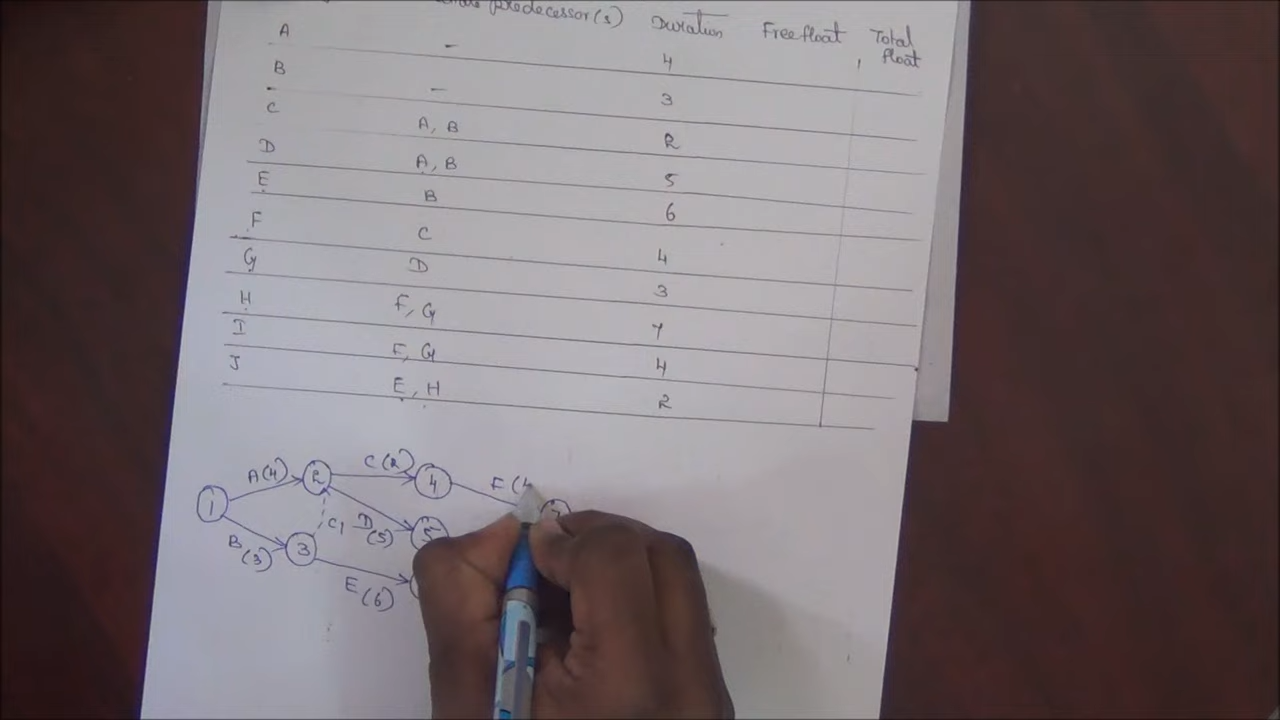 predecessor(s) Duration Free float Total float
A - 4
B - 3
C A, B 2
D A, B 5
E B 6
F C 4
G D 3
H F, G 7
I F, G 4
J E, H 2
A(4) 2 C(2) 4 F(4
1 D(5) 5 7
B(3) 3 C1
E(6)